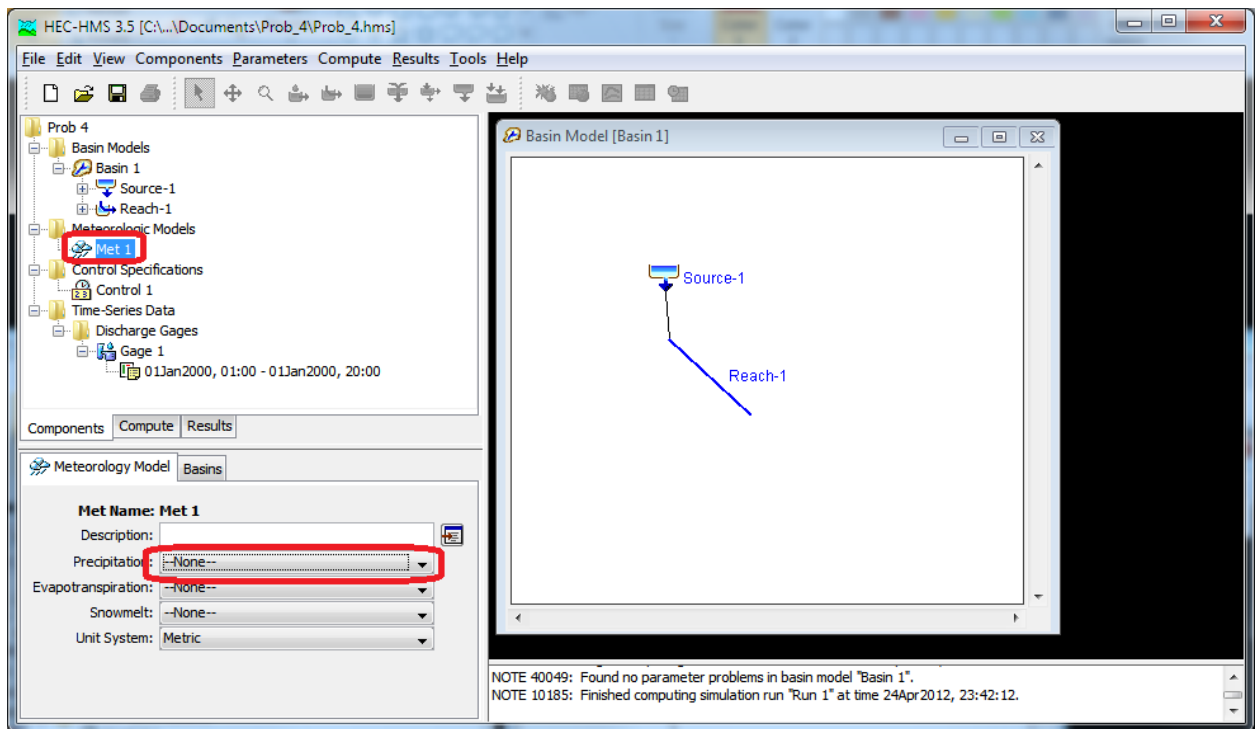 HEC-HMS 3.5 [C:\...\Documents\Prob_4\Prob_4.hms]
File Edit View Components Parameters Compute Results Tools Help
Prob 4
Basin Models
Basin 1
Source-1
Reach-1
Meteorologic Models
Met 1
Control Specifications
Control 1
Time-Series Data
Discharge Gages
Gage 1
01Jan2000, 01:00 - 01Jan2000, 20:00
Components Compute Results
Meteorology Model Basins
Met Name: Met 1
Description:
Precipitation: --None--
Evapotranspiration: --None--
Snowmelt: --None--
Unit System: Metric
Basin Model [Basin 1]
Source-1
Reach-1
NOTE 40049: Found no parameter problems in basin model "Basin 1".
NOTE 10185: Finished computing simulation run "Run 1" at time 24Apr2012, 23:42:12.